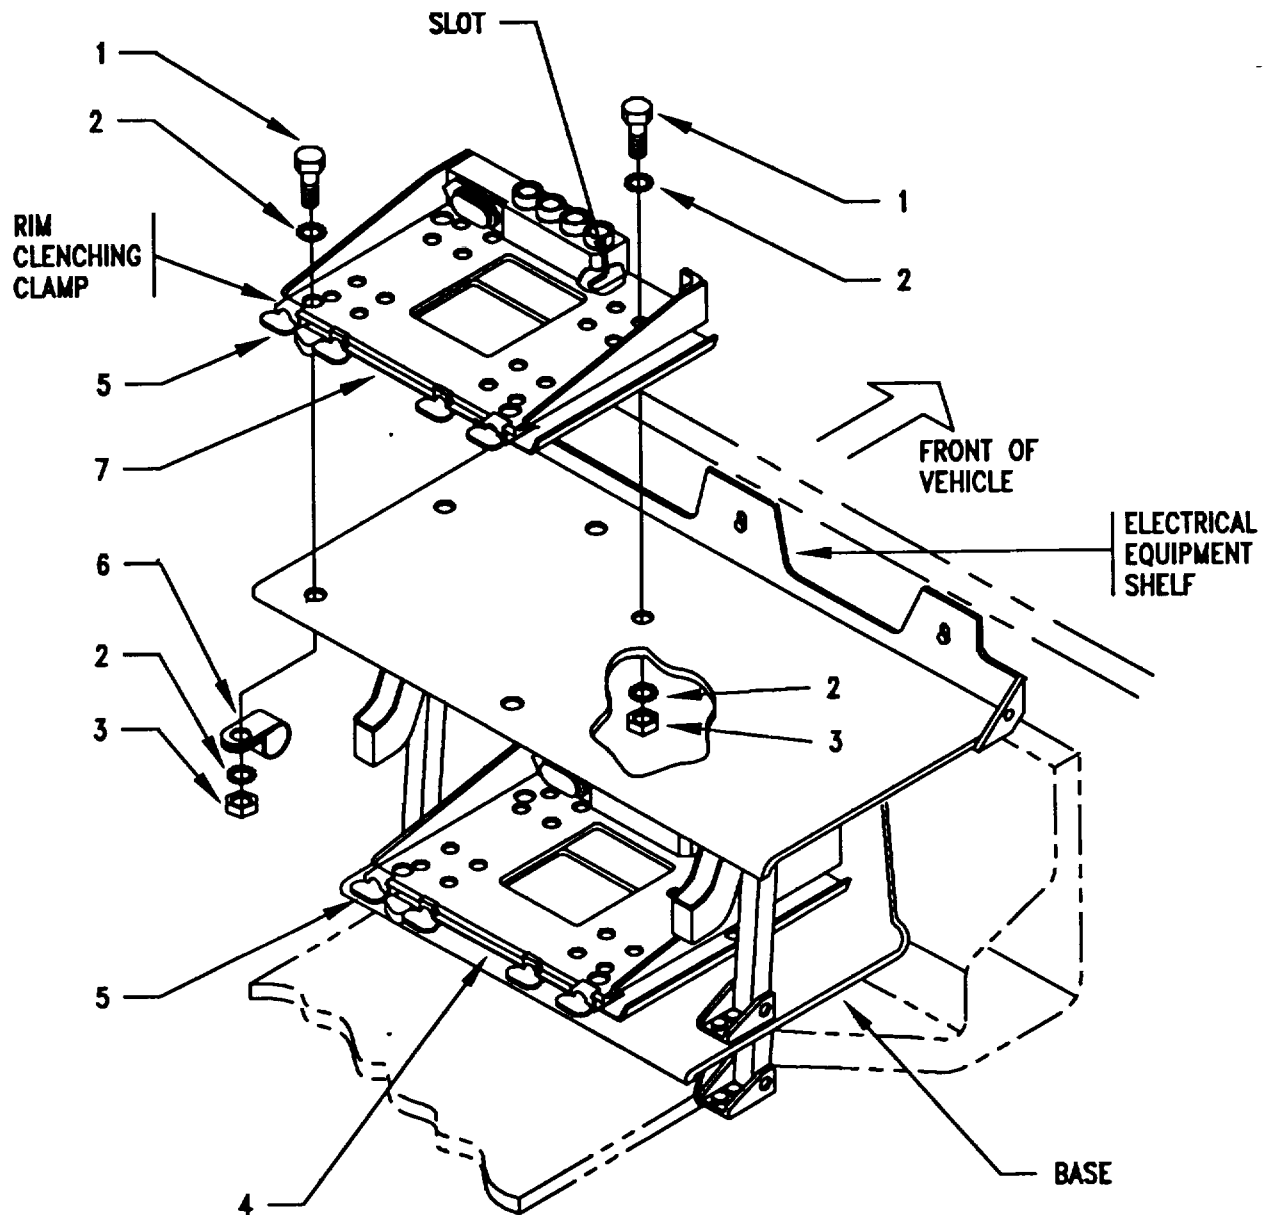 SLOT
1
2
1
2
RIM
CLENCHING
CLAMP
5
7
FRONT OF
VEHICLE
ELECTRICAL
EQUIPMENT
SHELF
6
2
3
2
3
5
4
BASE